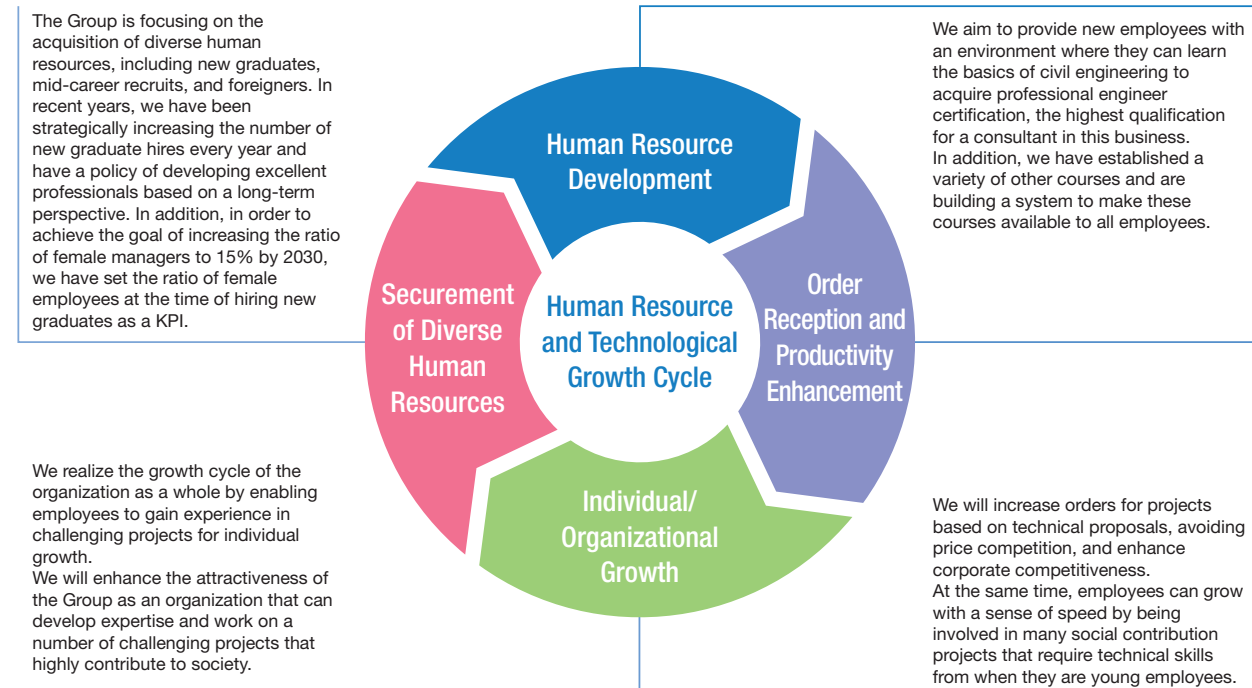 The Group is focusing on the
acquisition of diverse human
resources, including new graduates,
mid-career recruits, and foreigners. In
recent years, we have been
strategically increasing the number of
new graduate hires every year and
have a policy of developing excellent
professionals based on a long-term
perspective. In addition, in order to
achieve the goal of increasing the ratio
of female managers to 15% by 2030,
we have set the ratio of female
employees at the time of hiring new
graduates as a KPI.
We aim to provide new employees with
an environment where they can learn
the basics of civil engineering to
acquire professional engineer
certification, the highest qualification
for a consultant in this business.
In addition, we have established a
variety of other courses and are
building a system to make these
courses available to all employees.
Human Resource
Development
Securement
of Diverse
Human
Resources
Human Resource
and Technological
Growth Cycle
Order
Reception and
Productivity
Enhancement
Individual/
Organizational
Growth
We realize the growth cycle of the
organization as a whole by enabling
employees to gain experience in
challenging projects for individual
growth.
We will enhance the attractiveness of
the Group as an organization that can
develop expertise and work on a
number of challenging projects that
highly contribute to society.
We will increase orders for projects
based on technical proposals, avoiding
price competition, and enhance
corporate competitiveness.
At the same time, employees can grow
with a sense of speed by being
involved in many social contribution
projects that require technical skills
from when they are young employees.